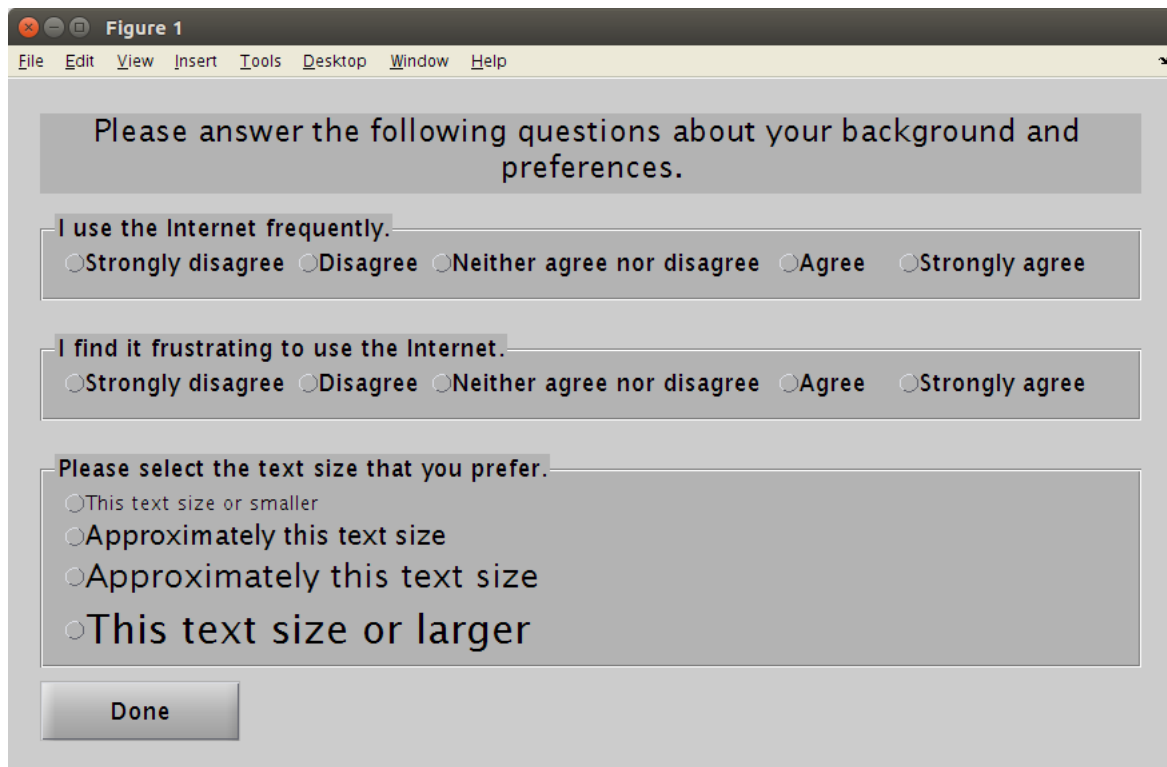 Figure 1
File Edit View Insert Tools Desktop Window Help
Please answer the following questions about your background and
preferences.
I use the Internet frequently.
Strongly disagree Disagree Neither agree nor disagree Agree Strongly agree
I find it frustrating to use the Internet.
Strongly disagree Disagree Neither agree nor disagree Agree Strongly agree
Please select the text size that you prefer.
This text size or smaller
Approximately this text size
Approximately this text size
This text size or larger
Done